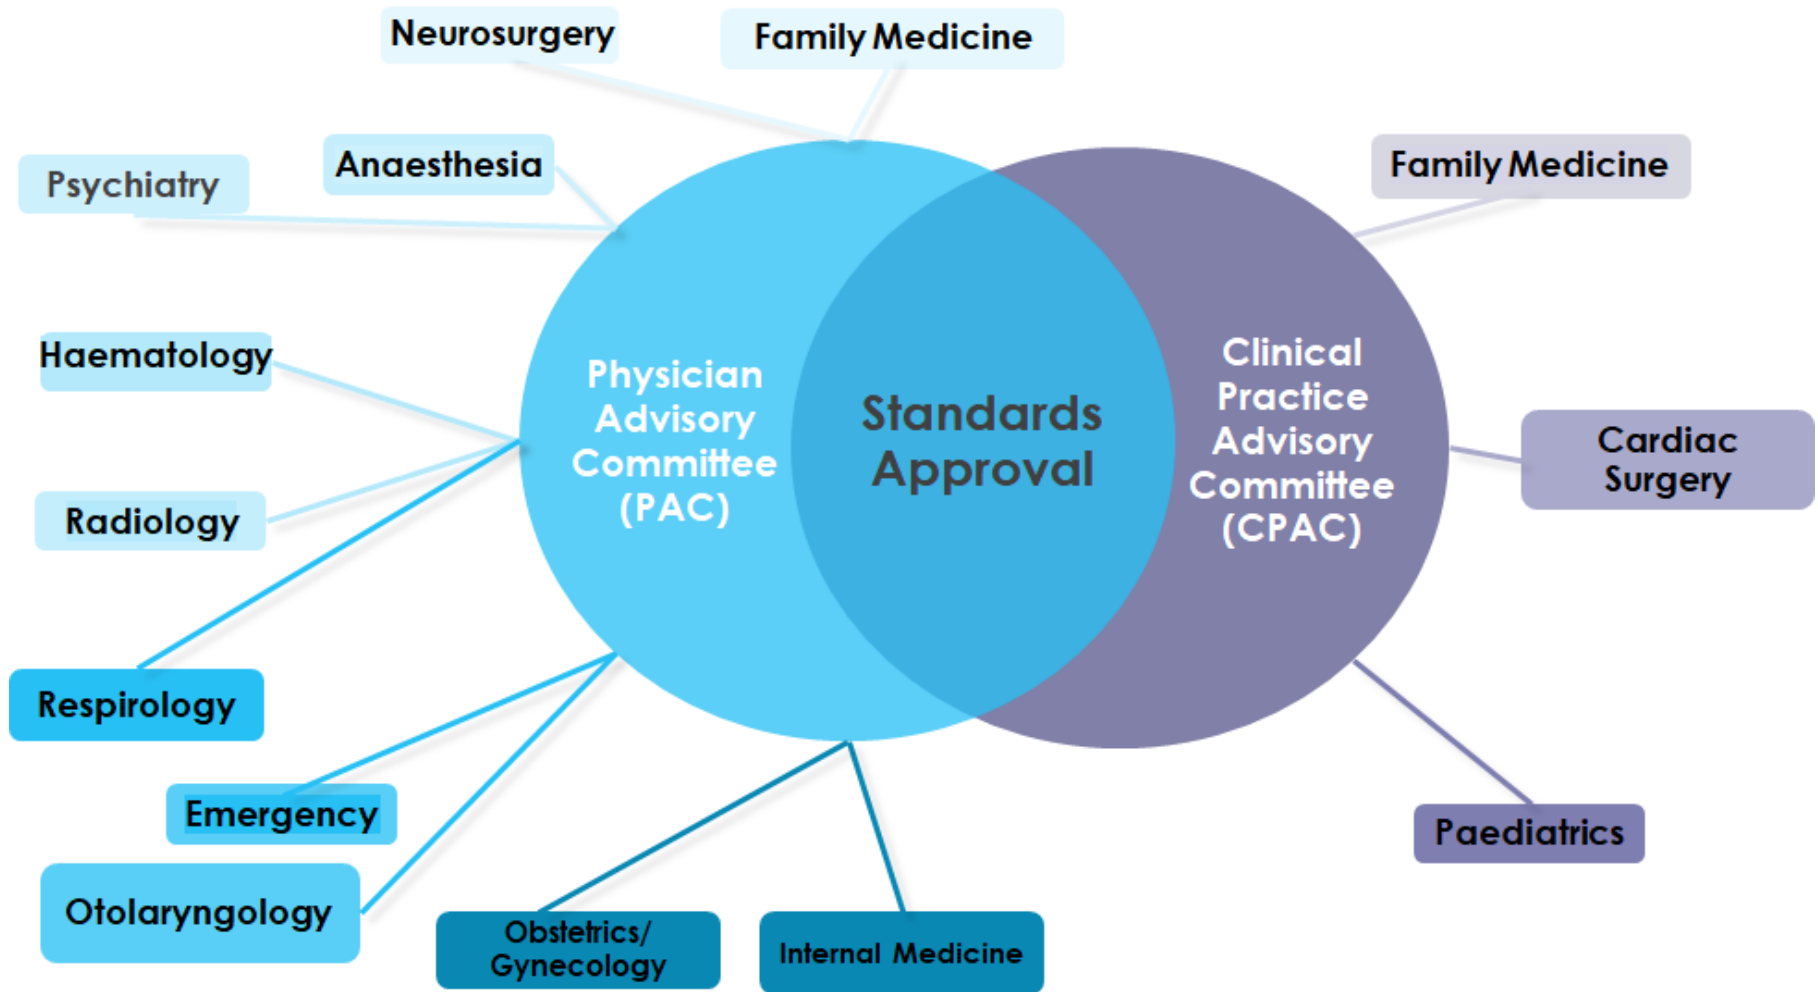 Neurosurgery
Family Medicine
Psychiatry
Anaesthesia
Family Medicine
Haematology
Radiology
Respirology
Emergency
Otolaryngology
Physician
Advisory
Committee
(PAC)
Standards
Approval
Clinical
Practice
Advisory
Committee
(CPAC)
Cardiac
Surgery
Paediatrics
Obstetrics/
Gynecology
Internal Medicine